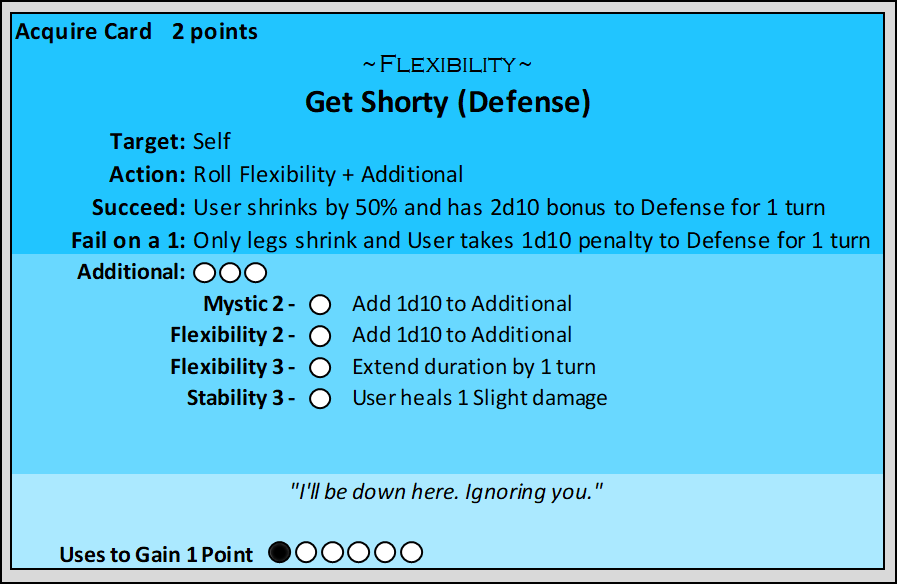 Acquire Card 2 points
~FLEXIBILITY~
Get Shorty (Defense)
Target: Self
Action: Roll Flexibility + Additional
Succeed: User shrinks by 50% and has 2d10 bonus to Defense for 1 turn
Fail on a 1: Only legs shrink and User takes 1d10 penalty to Defense for 1 turn
Additional:
Mystic 2 - Add 1d10 to Additional
Flexibility 2 - Add 1d10 to Additional
Flexibility 3 - Extend duration by 1 turn
Stability 3 - User heals 1 Slight damage
"I'll be down here. Ignoring you."
Uses to Gain 1 Point